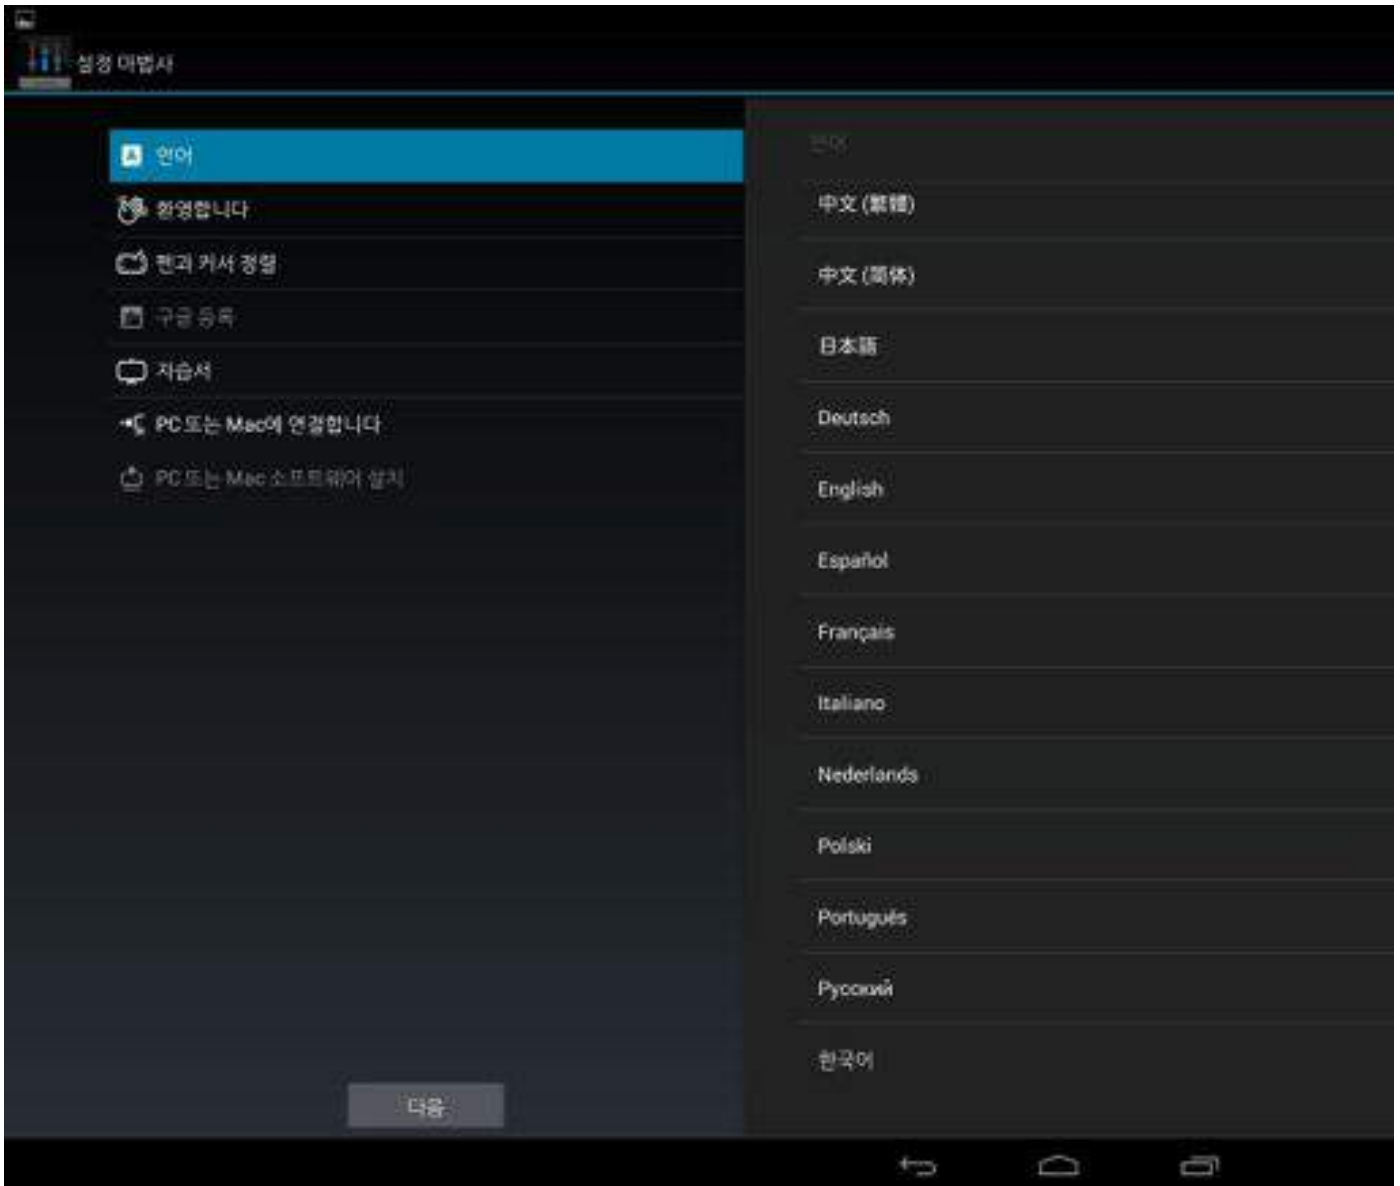 설정 마법사
언어
환영합니다
펜과 커서 정렬
구글 등록
자습서
PC 또는 Mac에 연결합니다
PC 또는 Mac 소프트웨어 설치
다음
언어
中文 (繁體)
中文 (简体)
日本語
Deutsch
English
Español
Français
Italiano
Nederlands
Polski
Português
Русский
한국어